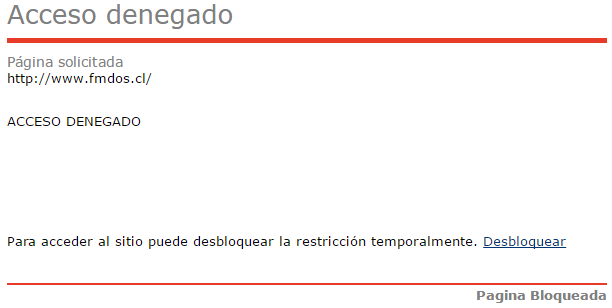 Acceso denegado
Página solicitada
http://www.fmdos.cl/
ACCESO DENEGADO
Para acceder al sitio puede desbloquear la restricción temporalmente. Desbloquear
Pagina Bloqueada